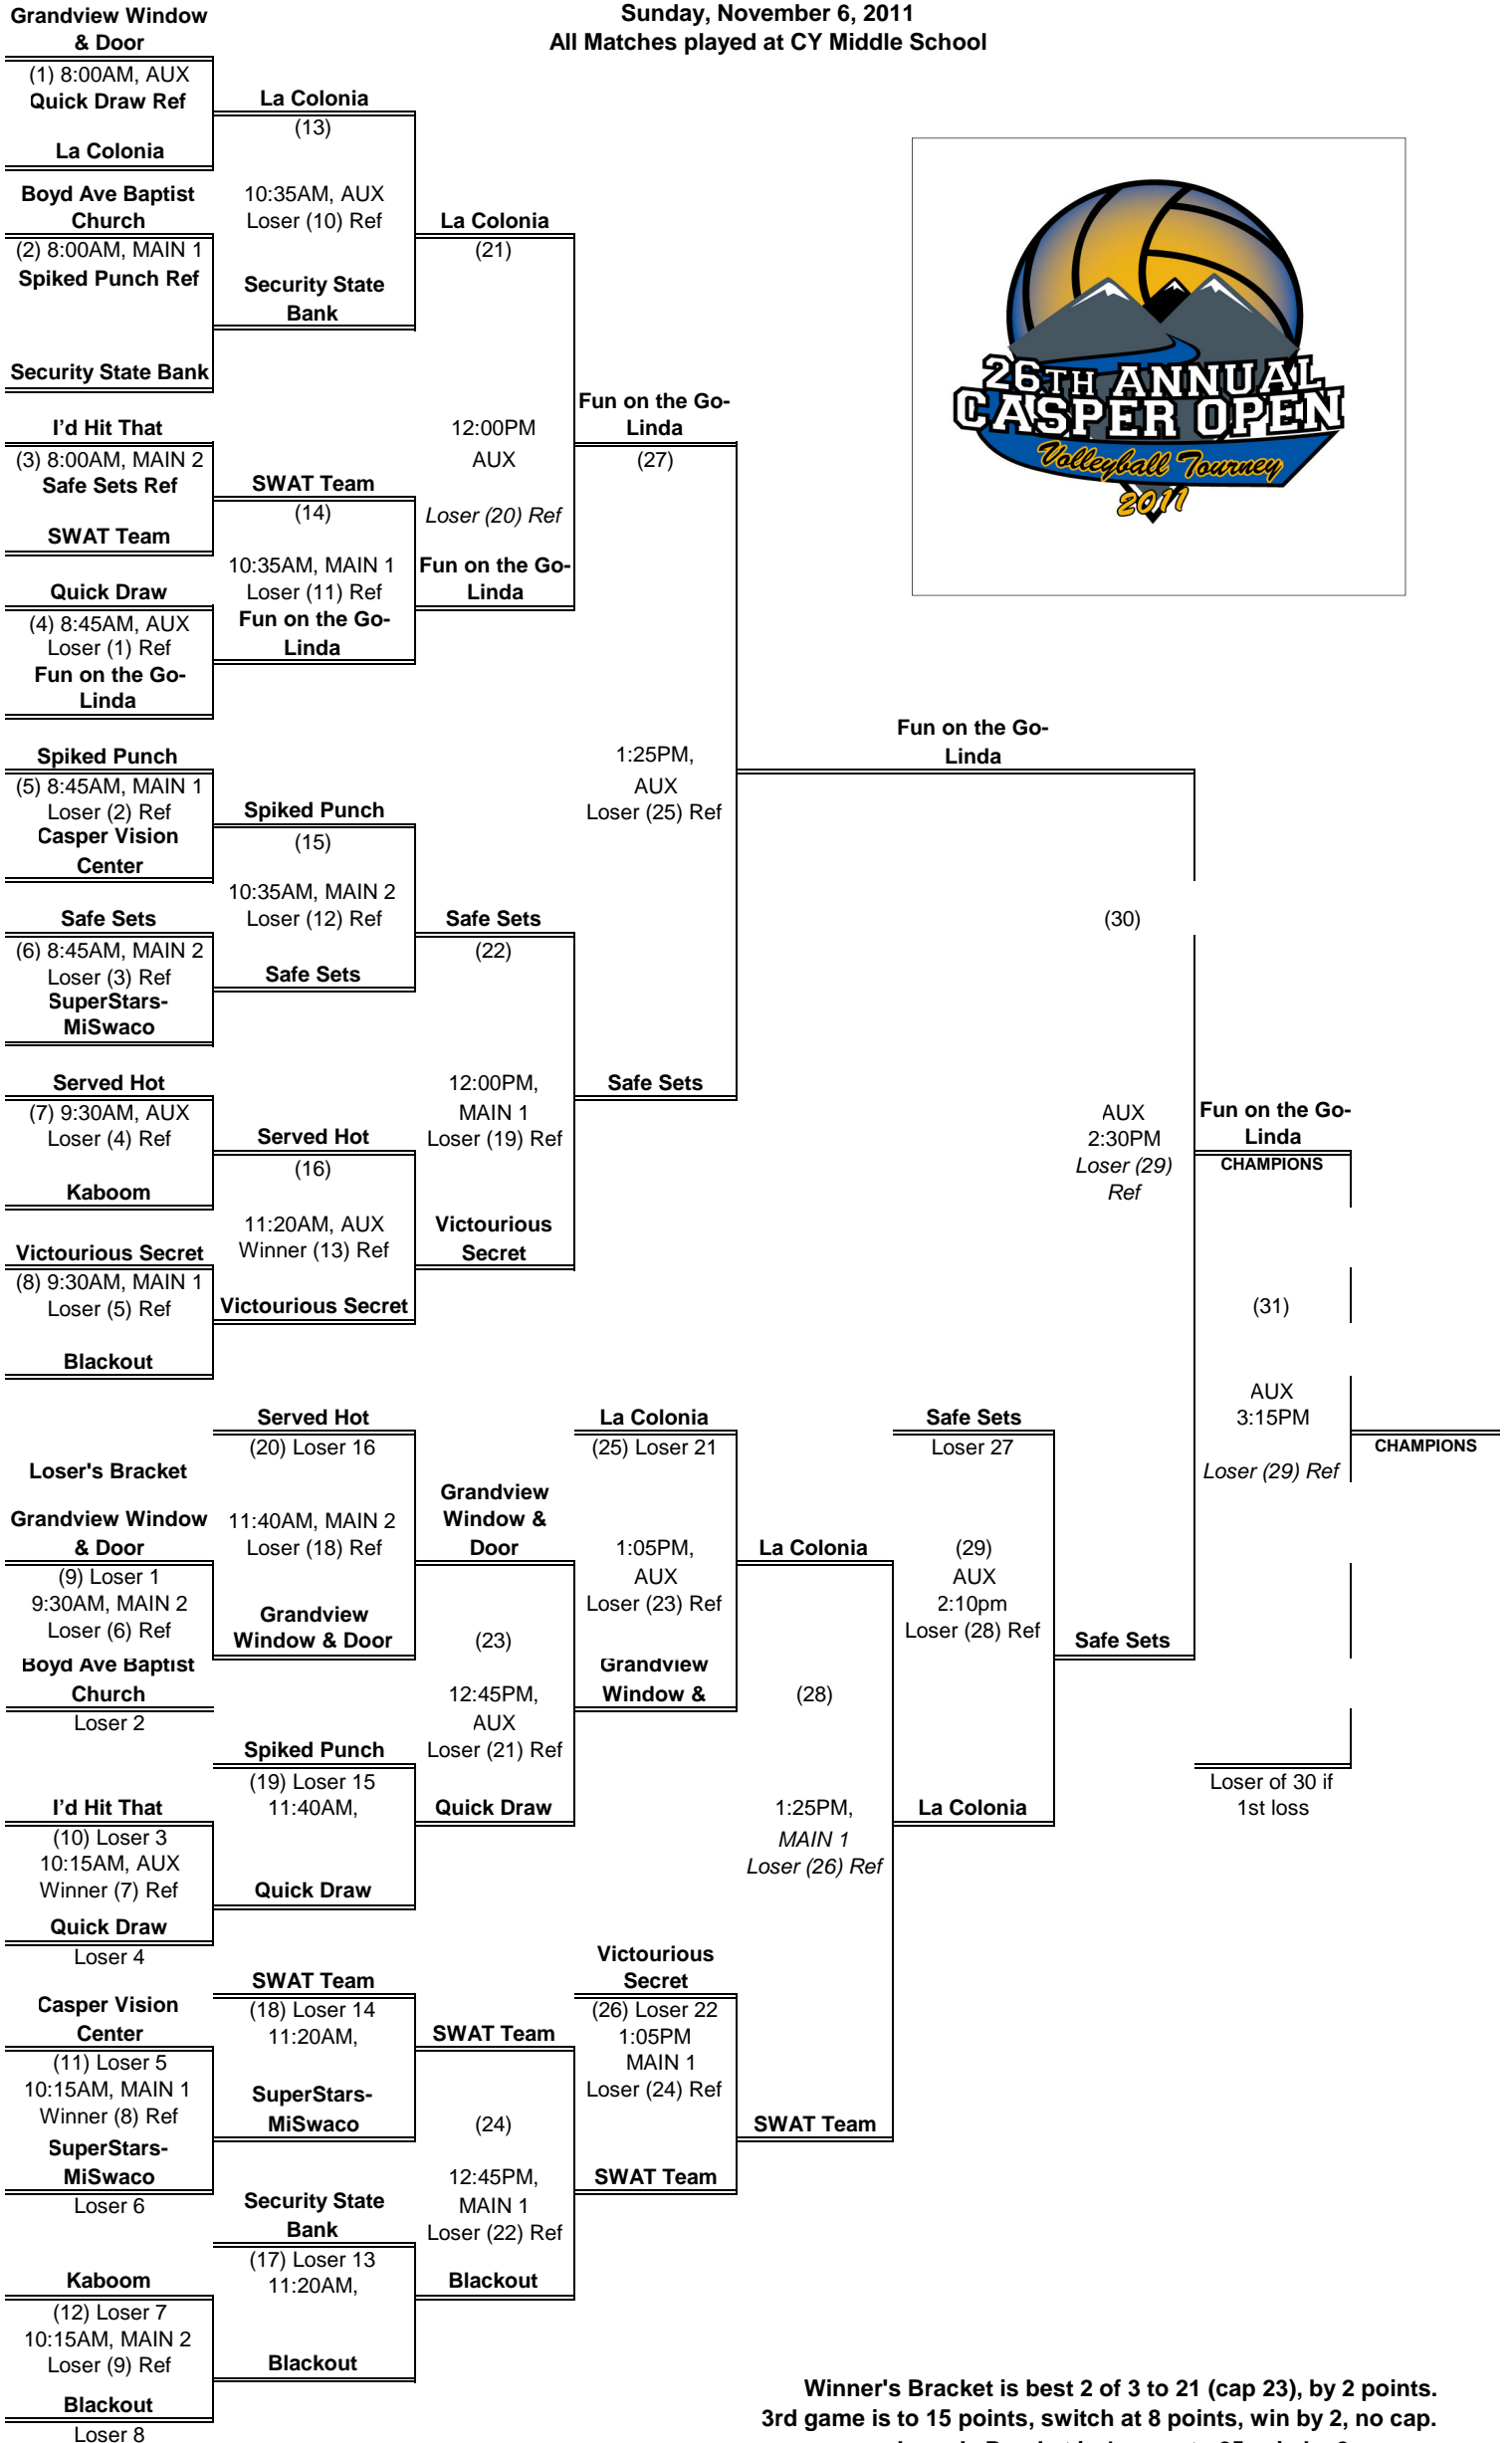 Sunday, November 6, 2011
All Matches played at CY Middle School
26TH ANNUAL
CASPER OPEN
Volleyball Tourney
2011
Grandview Window
& Door
(1) 8:00AM, AUX
Quick Draw Ref
La Colonia
Boyd Ave Baptist
Church
(2) 8:00AM, MAIN 1
Spiked Punch Ref
Security State Bank
I'd Hit That
(3) 8:00AM, MAIN 2
Safe Sets Ref
SWAT Team
Quick Draw
(4) 8:45AM, AUX
Loser (1) Ref
Fun on the Go-
Linda
Spiked Punch
(5) 8:45AM, MAIN 1
Loser (2) Ref
Casper Vision
Center
Safe Sets
(6) 8:45AM, MAIN 2
Loser (3) Ref
SuperStars-
MiSwaco
Served Hot
(7) 9:30AM, AUX
Loser (4) Ref
Kaboom
Victourious Secret
(8) 9:30AM, MAIN 1
Loser (5) Ref
Blackout
La Colonia
(13)
10:35AM, AUX
Loser (10) Ref
Security State
Bank
SWAT Team
(14)
10:35AM, MAIN 1
Loser (11) Ref
Fun on the Go-
Linda
Spiked Punch
(15)
10:35AM, MAIN 2
Loser (12) Ref
Safe Sets
Served Hot
(16)
11:20AM, AUX
Winner (13) Ref
Victourious Secret
La Colonia
(21)
12:00PM
AUX
Loser (20) Ref
Fun on the Go-
Linda
Safe Sets
(22)
12:00PM,
MAIN 1
Loser (19) Ref
Victourious
Secret
Fun on the Go-
Linda
(27)
1:25PM,
AUX
Loser (25) Ref
Safe Sets
Fun on the Go-
Linda
(30)
AUX
2:30PM
Loser (29)
Ref
Fun on the Go-
Linda
CHAMPIONS
(31)
AUX
3:15PM
Loser (29) Ref
CHAMPIONS
Loser of 30 if
1st loss
Loser's Bracket
Grandview Window
& Door
(9) Loser 1
9:30AM, MAIN 2
Loser (6) Ref
Boyd Ave Baptist
Church
Loser 2
I'd Hit That
(10) Loser 3
10:15AM, AUX
Winner (7) Ref
Quick Draw
Loser 4
Casper Vision
Center
(11) Loser 5
10:15AM, MAIN 1
Winner (8) Ref
SuperStars-
MiSwaco
Loser 6
Kaboom
(12) Loser 7
10:15AM, MAIN 2
Loser (9) Ref
Blackout
Loser 8
Served Hot
(20) Loser 16
11:40AM, MAIN 2
Loser (18) Ref
Grandview
Window & Door
Spiked Punch
(19) Loser 15
11:40AM,
Quick Draw
SWAT Team
(18) Loser 14
11:20AM,
SuperStars-
MiSwaco
Security State
Bank
(17) Loser 13
11:20AM,
Blackout
Grandview
Window &
Door
(23)
12:45PM,
AUX
Loser (21) Ref
Quick Draw
SWAT Team
(24)
12:45PM,
MAIN 1
Loser (22) Ref
Blackout
La Colonia
(25) Loser 21
1:05PM,
AUX
Loser (23) Ref
Grandview
Window &
Victourious
Secret
(26) Loser 22
1:05PM
MAIN 1
Loser (24) Ref
SWAT Team
La Colonia
(28)
1:25PM,
MAIN 1
Loser (26) Ref
SWAT Team
Safe Sets
Loser 27
(29)
AUX
2:10pm
Loser (28) Ref
La Colonia
Safe Sets
Winner's Bracket is best 2 of 3 to 21 (cap 23), by 2 points.
3rd game is to 15 points, switch at 8 points, win by 2, no cap.